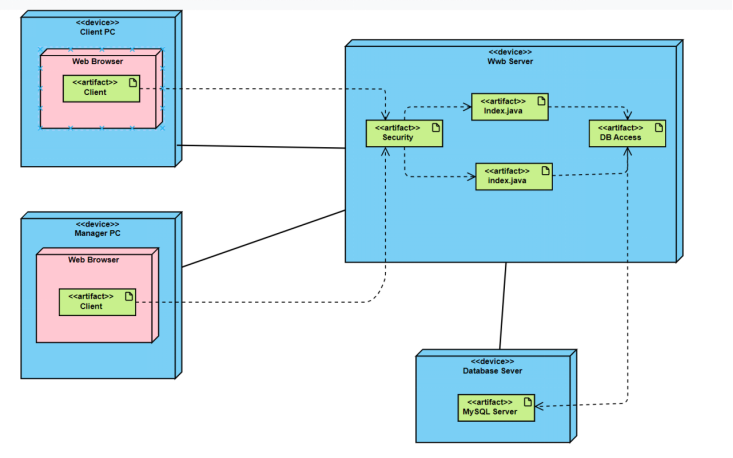 <<device>>
Client PC
Web Browser
<<artifact>>
Client
<<device>>
Wwb Server
<<artifact>>
Index.java
<<artifact>>
Security
<<artifact>>
DB Access
<<artifact>>
index.java
<<device>>
Manager PC
Web Browser
<<artifact>>
Client
<<device>>
Database Sever
<<artifact>>
MySQL Server